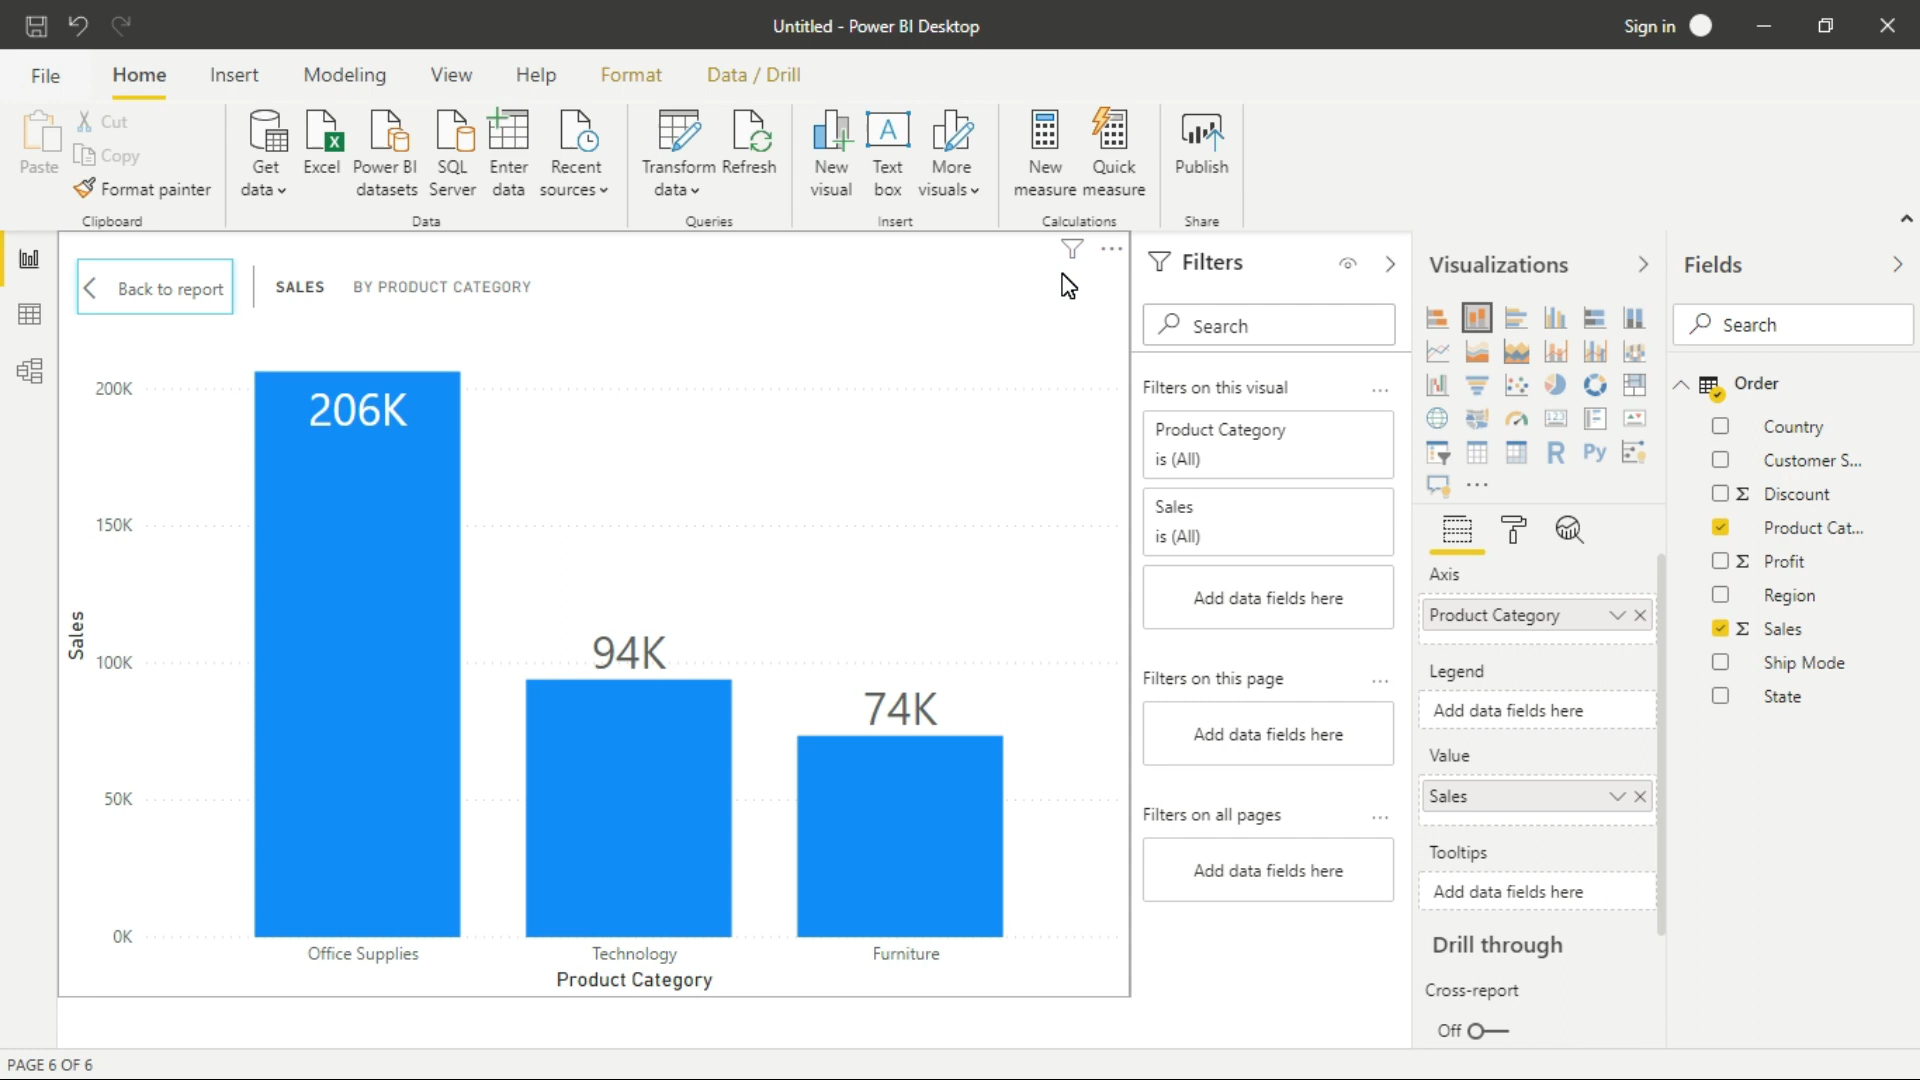 Untitled - Power BI Desktop
Sign in
File Home Insert Modeling View Help Format Data / Drill
Paste
Cut
Copy
Format painter
Clipboard
Get data
Excel
Power BI datasets
SQL Server
Enter data
Recent sources
Data
Transform data
Refresh
Queries
New visual
Text box
More visuals
Insert
New measure
Quick measure
Calculations
Publish
Share
Back to report
SALES BY PRODUCT CATEGORY
200K
150K
100K
50K
0K
Sales
206K
94K
74K
Office Supplies
Technology
Furniture
Product Category
Filters
Search
Filters on this visual ...
Product Category
is (All)
Sales
is (All)
Add data fields here
Filters on this page ...
Add data fields here
Filters on all pages ...
Add data fields here
Visualizations
123
R
Py
...
Axis
Product Category
Legend
Add data fields here
Value
Sales
Tooltips
Add data fields here
Drill through
Cross-report
Off
Fields
Search
Order
Country
Customer S...
Σ Discount
Product Cat...
Σ Profit
Region
Σ Sales
Ship Mode
State
PAGE 6 OF 6